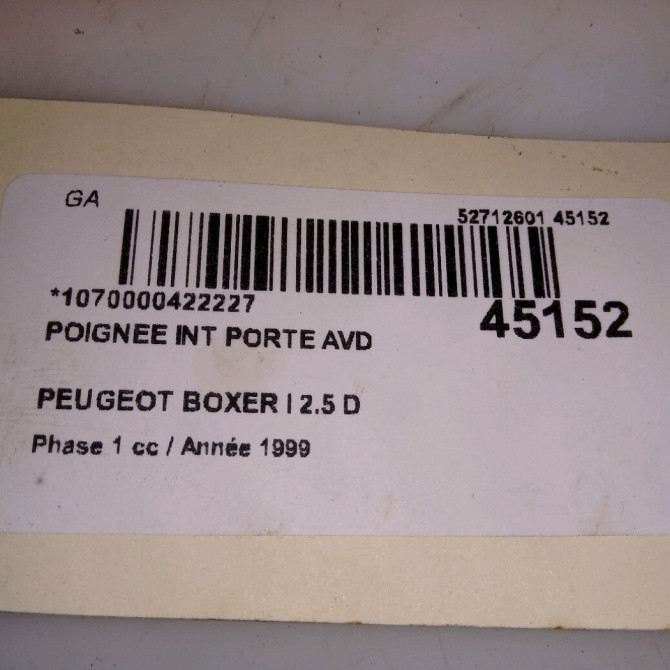 GA
52712601 45152
*1070000422227
45152
POIGNEE INT PORTE AVD
PEUGEOT BOXER I 2.5 D
Phase 1 cc / Année 1999